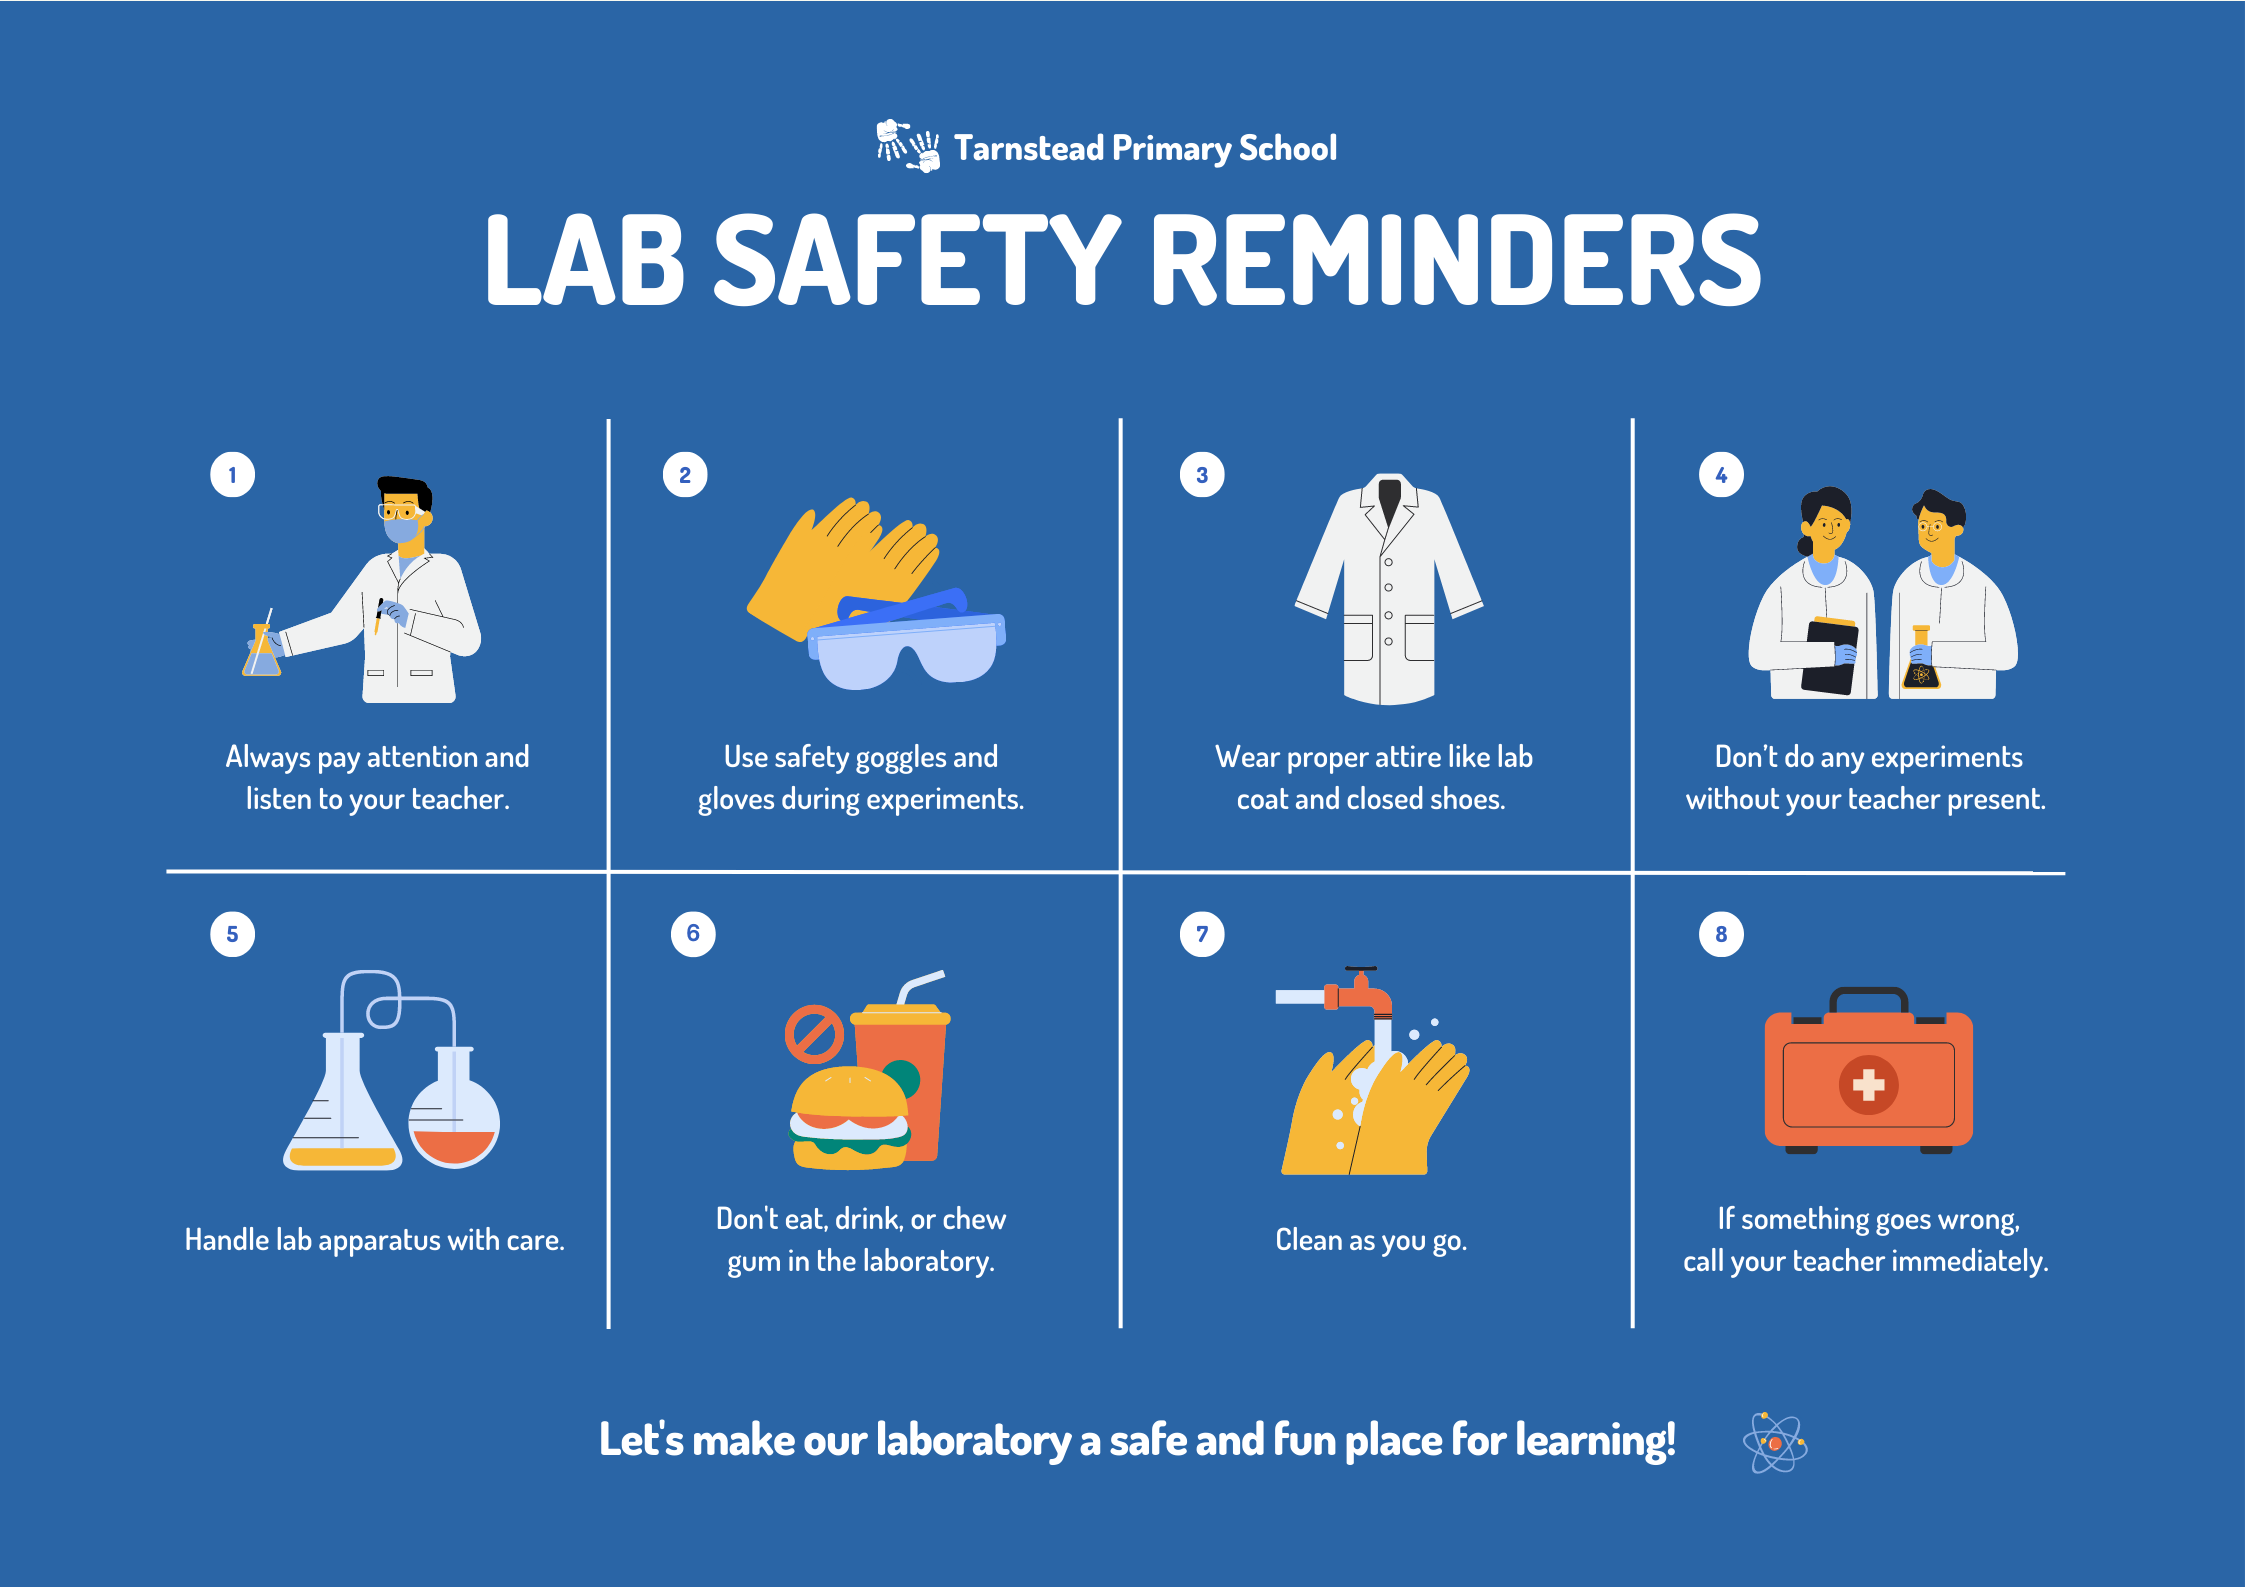 Tarnstead Primary School
LAB SAFETY REMINDERS
1
Always pay attention and
listen to your teacher.
2
Use safety goggles and
gloves during experiments.
3
Wear proper attire like lab
coat and closed shoes.
4
Don’t do any experiments
without your teacher present.
5
Handle lab apparatus with care.
6
Don't eat, drink, or chew
gum in the laboratory.
7
Clean as you go.
8
If something goes wrong,
call your teacher immediately.
Let's make our laboratory a safe and fun place for learning!